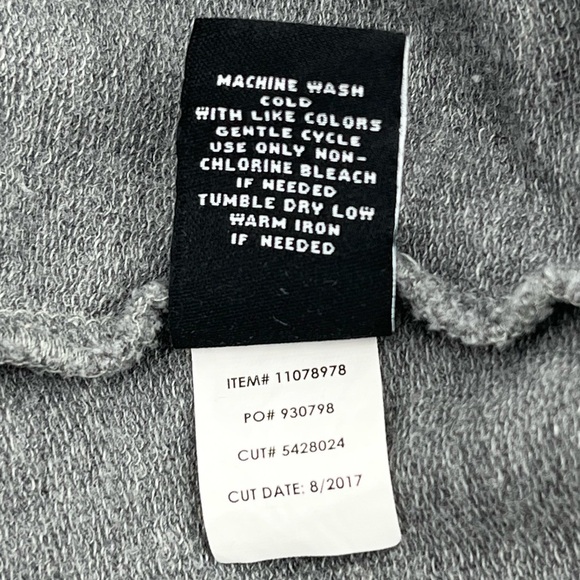 MACHINE WASH
COLD
WITH LIKE COLORS
GENTLE CYCLE
USE ONLY NON-
CHLORINE BLEACH
IF NEEDED
TUMBLE DRY LOW
WARM IRON
IF NEEDED
ITEM# 11078978
PO# 930798
CUT# 5428024
CUT DATE: 8/2017